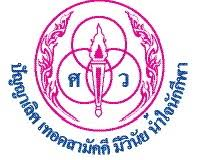 ศ ว
ปัญญาเลิศ เทอดสามัคคี มีวินัย น้ำใจนักกีฬา